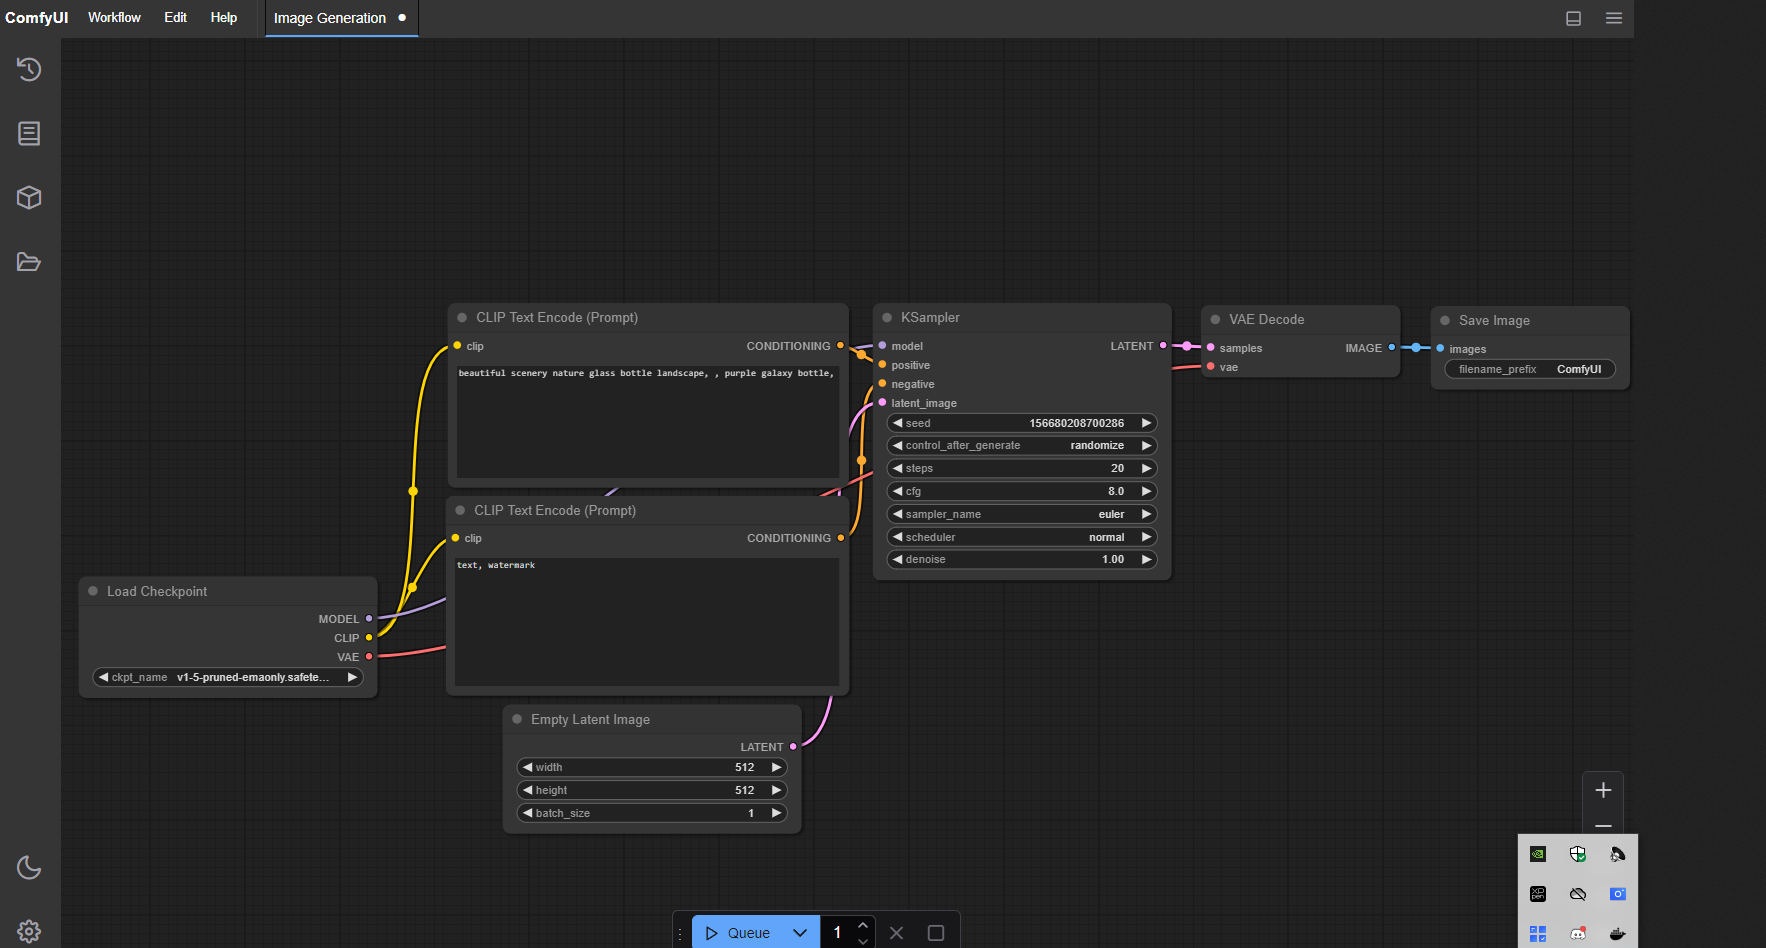 ComfyUI Workflow Edit Help Image Generation
CLIP Text Encode (Prompt)
clip CONDITIONING
beautiful scenery nature glass bottle landscape, , purple galaxy bottle,
CLIP Text Encode (Prompt)
clip CONDITIONING
text, watermark
Load Checkpoint
MODEL
CLIP
VAE
ckpt_name v1-5-pruned-emaonly.safete...
Empty Latent Image
LATENT
width 512
height 512
batch_size 1
KSampler
model LATENT
positive
negative
latent_image
seed 156680208700286
control_after_generate randomize
steps 20
cfg 8.0
sampler_name euler
scheduler normal
denoise 1.00
VAE Decode
samples IMAGE
vae
Save Image
images
filename_prefix ComfyUI
Queue 1
XP
pen